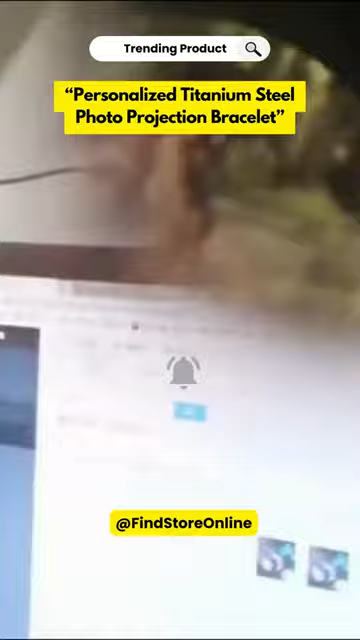 Trending Product
“Personalized Titanium Steel
Photo Projection Bracelet”
@FindStoreOnline